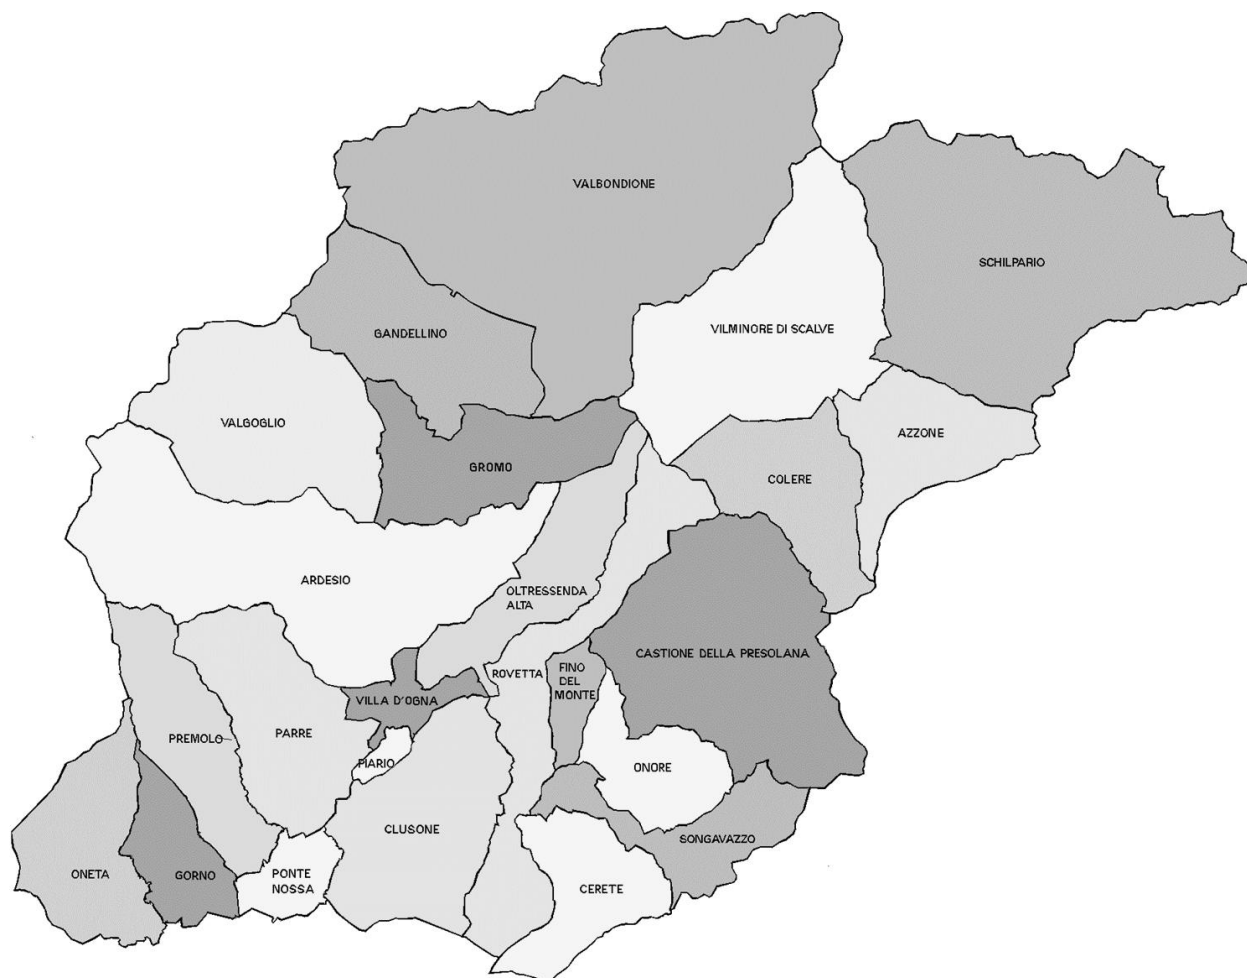 VALBONDIONE
SCHILPARIO
GANDELLINO
VILMINORE DI SCALVE
VALGOGLIO
AZZONE
GROMO
COLERE
ARDESIO
OLTRESSENDA
ALTA
CASTIONE DELLA PRESOLANA
ROVETTA
FINO
DEL
MONTE
VILLA D'OGNA
PREMOLO
PARRE
PIARIO
ONORE
CLUSONE
SONGAVAZZO
ONETA
GORNO
PONTE
NOSSA
CERETE